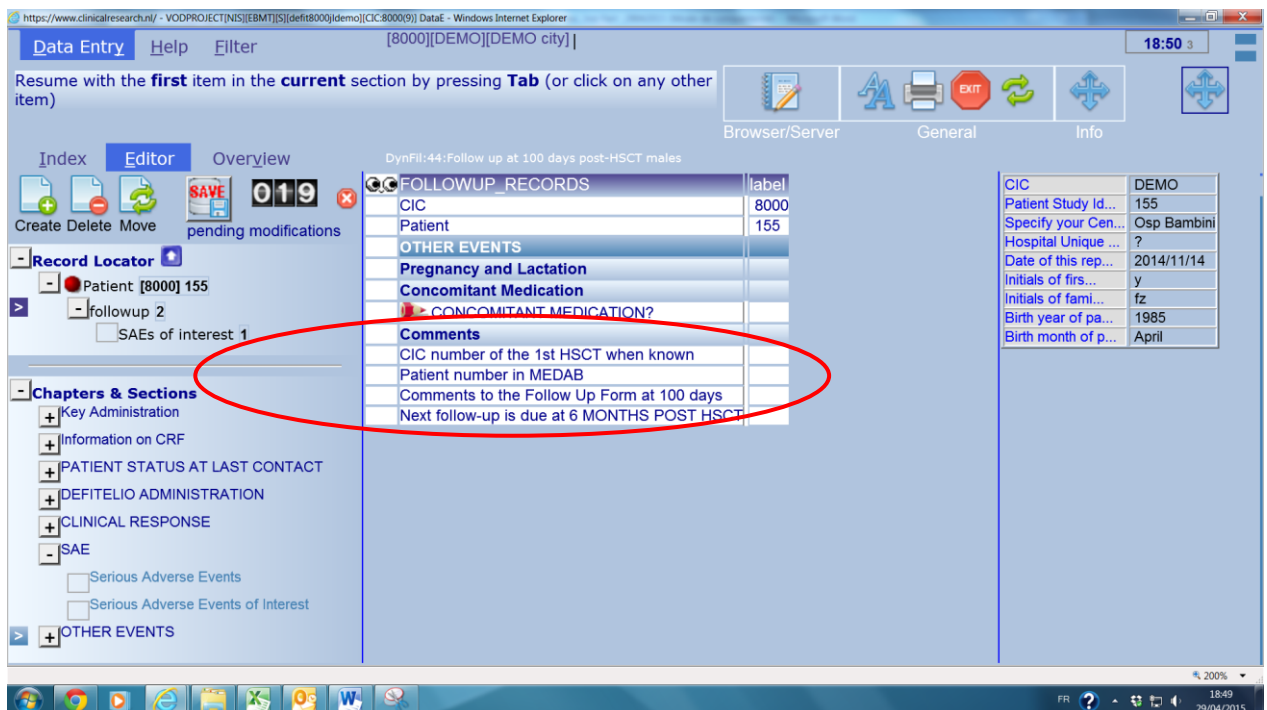 https://www.clinicalresearch.nl/ - VODPROJECT[NIS][EBMT][S][defit8000jldemo][CIC:8000(9)] DataE - Windows Internet Explorer
Data Entry Help Filter
[8000][DEMO][DEMO city]
18:50 3
Resume with the first item in the current section by pressing Tab (or click on any other item)
EXIT
Browser/Server General Info
Index Editor Overview
DynFil:44:Follow up at 100 days post-HSCT males
SAVE
019
Create Delete Move pending modifications
Record Locator
Patient [8000] 155
> -followup 2
SAEs of interest 1
Chapters & Sections
+Key Administration
+Information on CRF
+PATIENT STATUS AT LAST CONTACT
+DEFITELIO ADMINISTRATION
+CLINICAL RESPONSE
-SAE
Serious Adverse Events
Serious Adverse Events of Interest
> +OTHER EVENTS
FOLLOWUP_RECORDS label
CIC 8000
Patient 155
OTHER EVENTS
Pregnancy and Lactation
Concomitant Medication
CONCOMITANT MEDICATION?
Comments
CIC number of the 1st HSCT when known
Patient number in MEDAB
Comments to the Follow Up Form at 100 days
Next follow-up is due at 6 MONTHS POST HSCT
CIC DEMO
Patient Study Id... 155
Specify your Cen... Osp Bambini
Hospital Unique ... ?
Date of this rep... 2014/11/14
Initials of firs... y
Initials of fami... fz
Birth year of pa... 1985
Birth month of p... April
200%
FR
18:49
29/04/2015